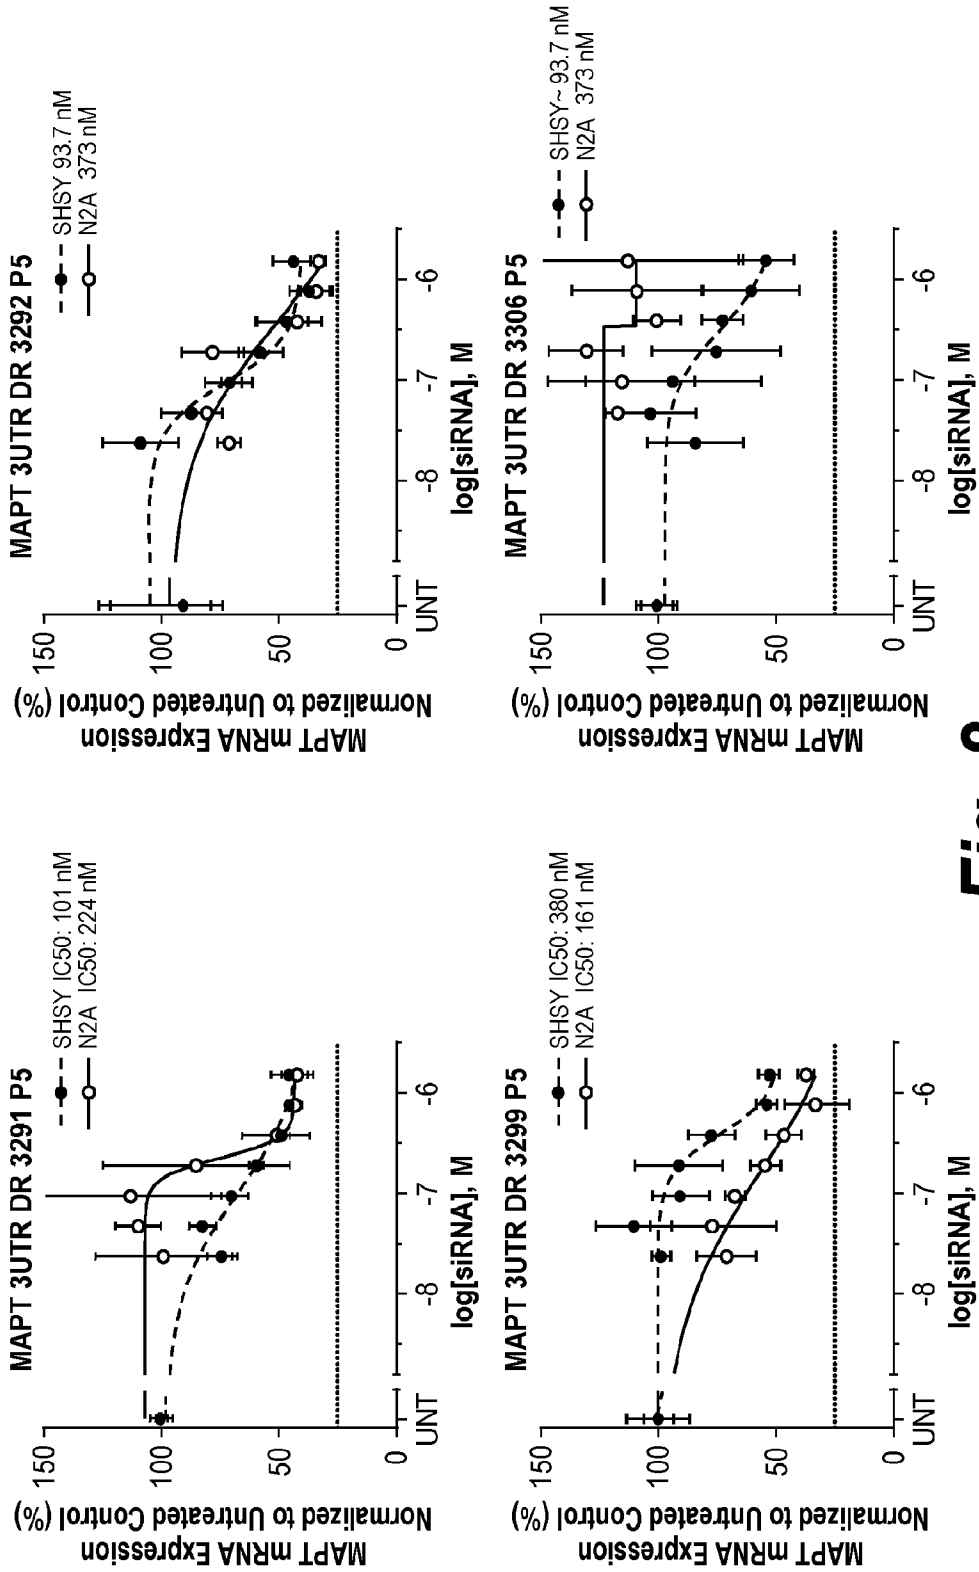 MAPT 3UTR DR 3291 P5
SHSY IC50: 101 nM
N2A IC50: 224 nM
MAPT mRNA Expression
Normalized to Untreated Control (%)
150
100
50
0
UNT
-8
-7
-6
log[siRNA], M
MAPT 3UTR DR 3292 P5
SHSY 93.7 nM
N2A 373 nM
MAPT mRNA Expression
Normalized to Untreated Control (%)
150
100
50
0
UNT
-8
-7
-6
log[siRNA], M
MAPT 3UTR DR 3299 P5
SHSY IC50: 380 nM
N2A IC50: 161 nM
MAPT mRNA Expression
Normalized to Untreated Control (%)
150
100
50
0
UNT
-8
-7
-6
log[siRNA], M
MAPT 3UTR DR 3306 P5
SHSY~ 93.7 nM
N2A 373 nM
MAPT mRNA Expression
Normalized to Untreated Control (%)
150
100
50
0
UNT
-8
-7
-6
log[siRNA], M